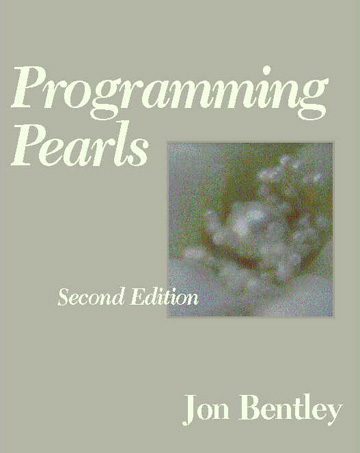 Programming
Pearls
Second Edition
Jon Bentley